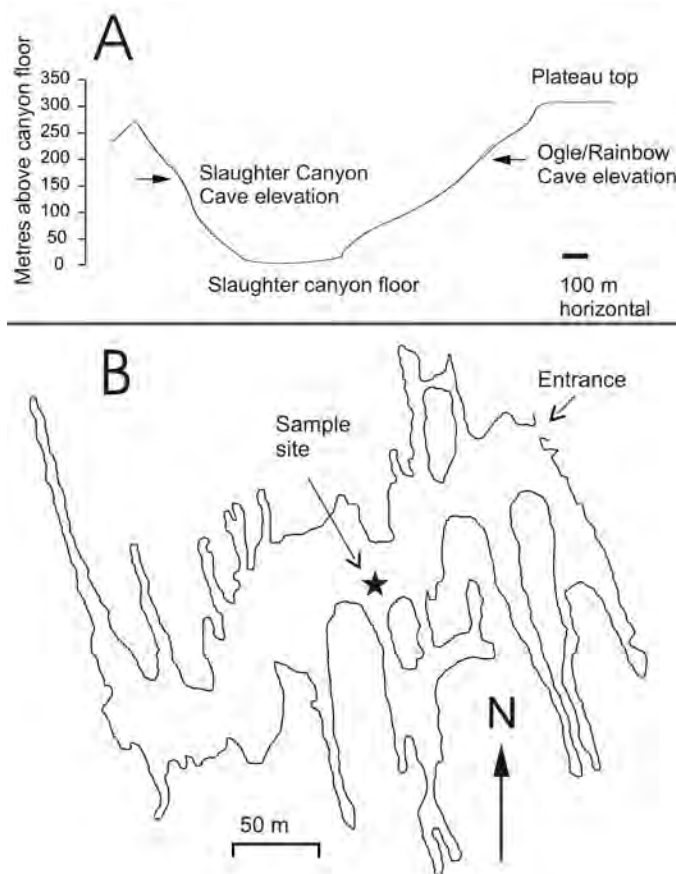 A
Metres above canyon floor
350
300
250
200
150
100
50
0
Plateau top
Slaughter Canyon
Cave elevation
Ogle/Rainbow
Cave elevation
Slaughter canyon floor
100 m
horizontal
B
Entrance
Sample
site
N
50 m